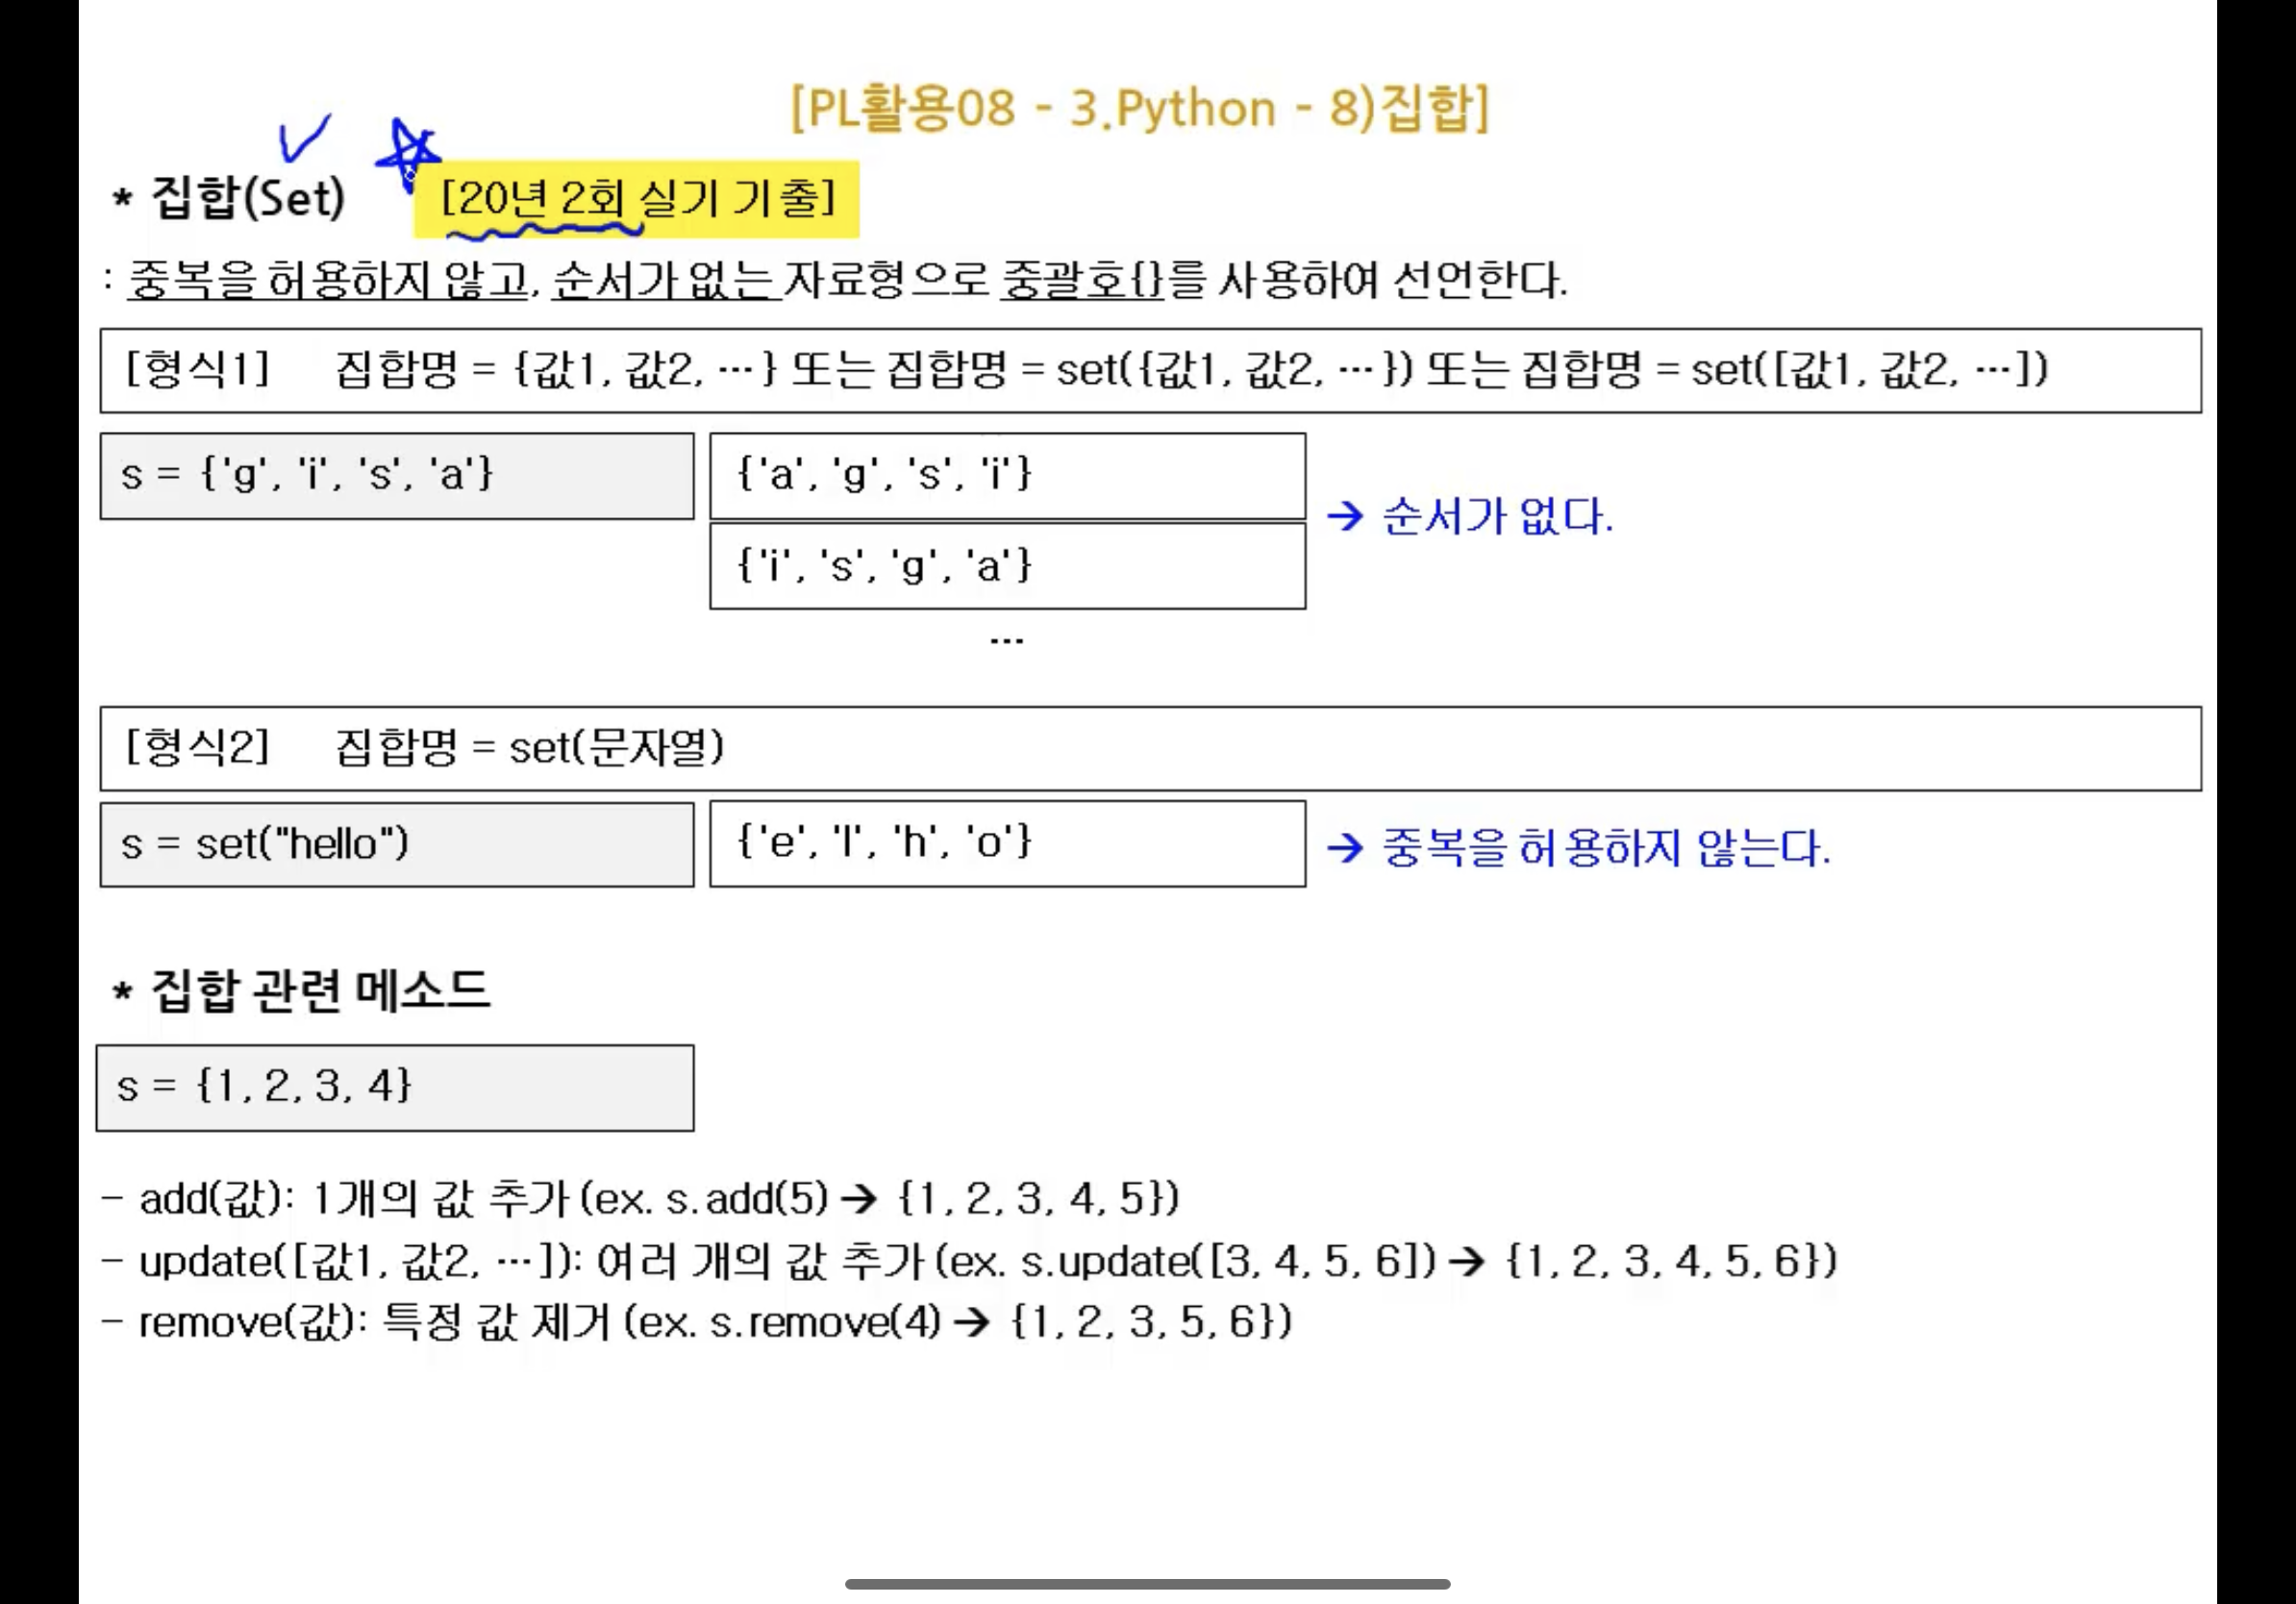 [PL활용08 - 3.Python - 8)집합]
* 집합(Set) [20년 2회 실기 기출]
: 중복을 허용하지 않고, 순서가 없는 자료형으로 중괄호{}를 사용하여 선언한다.
[형식1] 집합명 = {값1, 값2, …} 또는 집합명 = set({값1, 값2, …}) 또는 집합명 = set([값1, 값2, …])
s = {'g', 'i', 's', 'a'} {'a', 'g', 's', 'i'}
→ 순서가 없다.
{'i', 's', 'g', 'a'}
…
[형식2] 집합명 = set(문자열)
s = set("hello") {'e', 'l', 'h', 'o'} → 중복을 허용하지 않는다.
* 집합 관련 메소드
s = {1, 2, 3, 4}
- add(값): 1개의 값 추가 (ex. s.add(5) → {1, 2, 3, 4, 5})
- update([값1, 값2, …]): 여러 개의 값 추가 (ex. s.update([3, 4, 5, 6]) → {1, 2, 3, 4, 5, 6})
- remove(값): 특정 값 제거 (ex. s.remove(4) → {1, 2, 3, 5, 6})